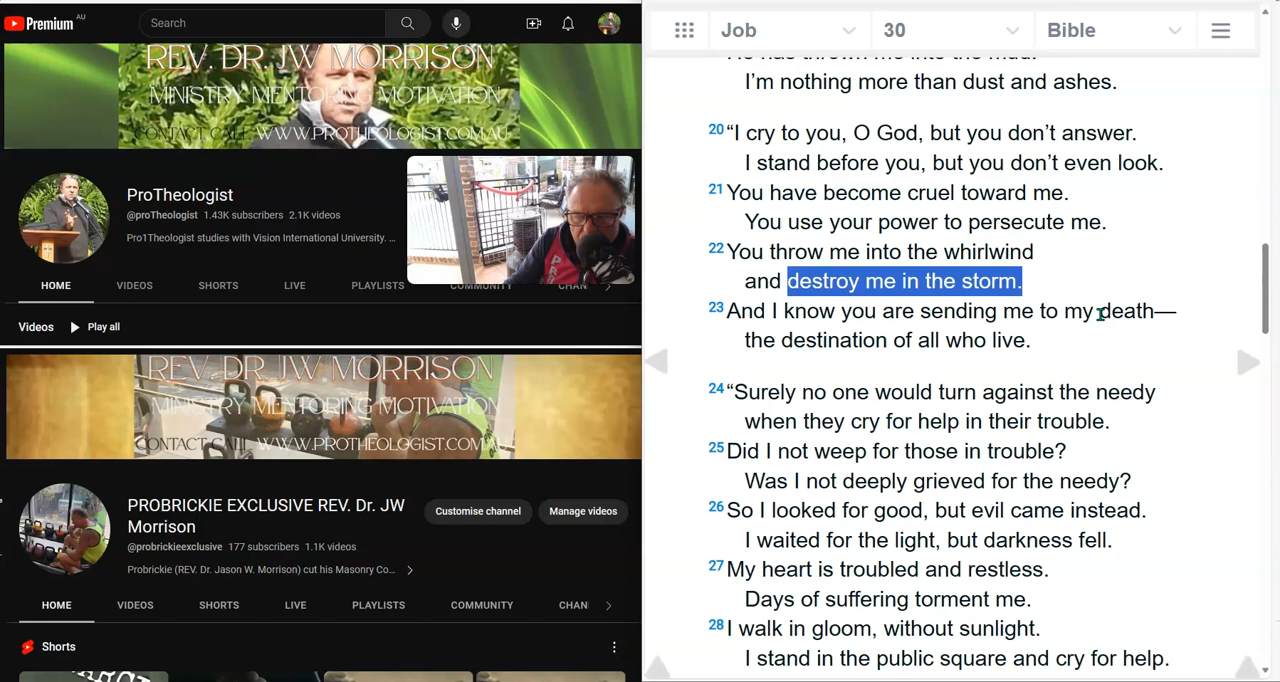 Premium AU
Search
REV. DR. JW MORRISON
MINISTRY MENTORING MOTIVATION
CONTACT CALL WWW.PROTHEOLOGIST.COM.AU
ProTheologist
@proTheologist 1.43K subscribers 2.1K videos
Pro1Theologist studies with Vision International University. ...
HOME VIDEOS SHORTS LIVE PLAYLISTS COMMUNITY CHAN
Videos Play all
REV. DR. JW MORRISON
MINISTRY MENTORING MOTIVATION
CONTACT CALL WWW.PROTHEOLOGIST.COM.AU
PROBRICKIE EXCLUSIVE REV. Dr. JW
Morrison
Customise channel
Manage videos
@probrickieexclusive 177 subscribers 1.1K videos
Probrickie (REV. Dr. Jason W. Morrison) cut his Masonry Co...
HOME VIDEOS SHORTS LIVE PLAYLISTS COMMUNITY CHAN
Shorts
Job 30 Bible
He has thrown me into the mud.
I'm nothing more than dust and ashes.
20 “I cry to you, O God, but you don’t answer.
I stand before you, but you don’t even look.
21 You have become cruel toward me.
You use your power to persecute me.
22 You throw me into the whirlwind
and destroy me in the storm.
23 And I know you are sending me to my death—
the destination of all who live.
24 “Surely no one would turn against the needy
when they cry for help in their trouble.
25 Did I not weep for those in trouble?
Was I not deeply grieved for the needy?
26 So I looked for good, but evil came instead.
I waited for the light, but darkness fell.
27 My heart is troubled and restless.
Days of suffering torment me.
28 I walk in gloom, without sunlight.
I stand in the public square and cry for help.